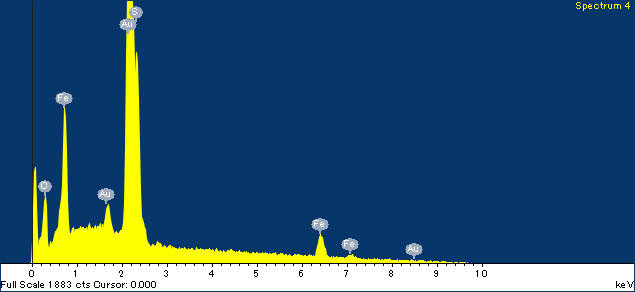 Spectrum 4
S
Au
Fe
O
Au
Fe
Fe
Au
0 1 2 3 4 5 6 7 8 9 10
Full Scale 1883 cts Cursor: 0.000 keV